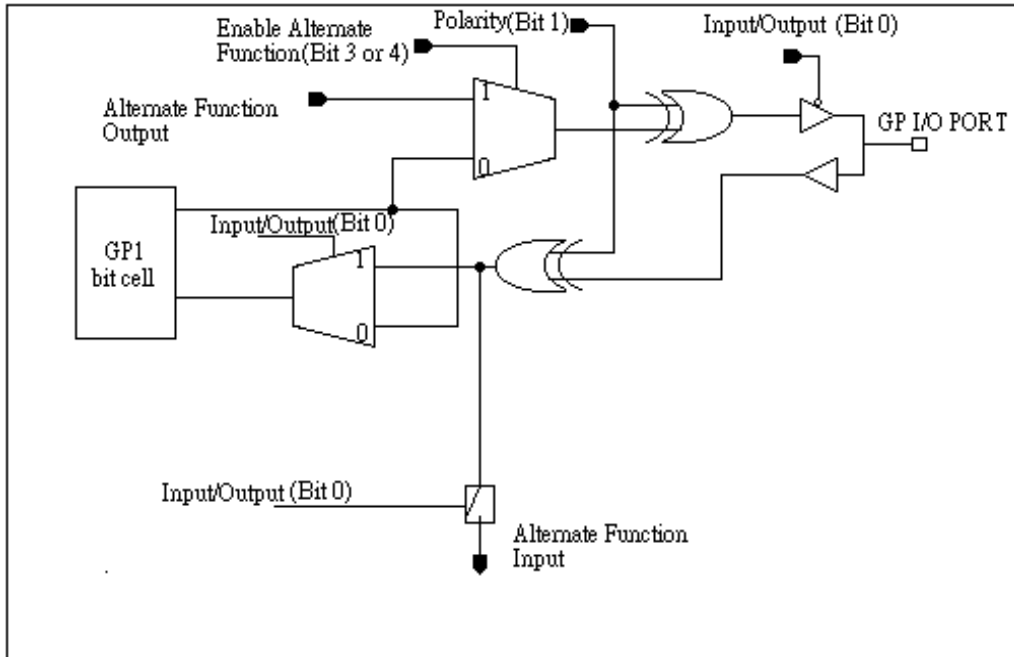 Polarity(Bit 1)
Input/Output (Bit 0)
Enable Alternate
Function(Bit 3 or 4)
Alternate Function
Output
1
0
GP I/O PORT
Input/Output(Bit 0)
GP1
bit cell
1
0
Input/Output (Bit 0)
Alternate Function
Input